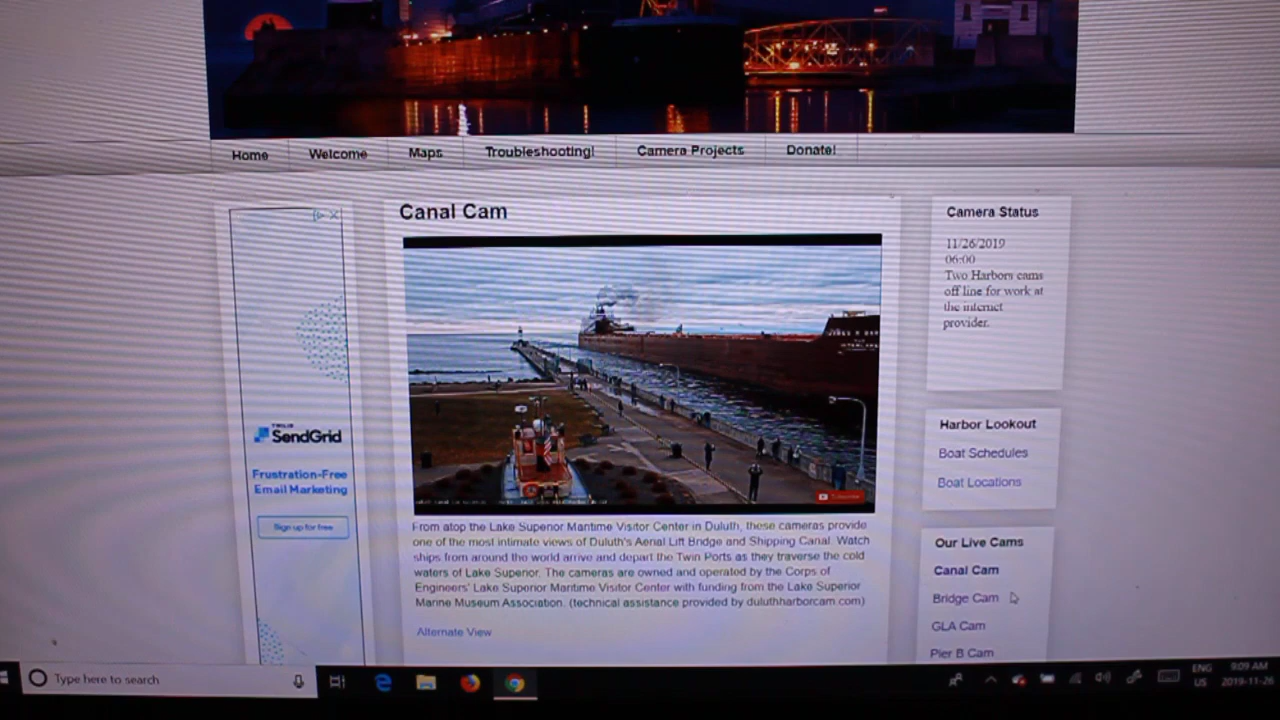 Home
Welcome
Maps
Troubleshooting!
Camera Projects
Donate!
SendGrid
Frustration-Free
Email Marketing
Sign up for free
Canal Cam
Subscribe
From atop the Lake Superior Maritime Visitor Center in Duluth, these cameras provide
one of the most intimate views of Duluth's Aerial Lift Bridge and Shipping Canal. Watch
ships from around the world arrive and depart the Twin Ports as they traverse the cold
waters of Lake Superior. The cameras are owned and operated by the Corps of
Engineers' Lake Superior Maritime Visitor Center with funding from the Lake Superior
Marine Museum Association. (technical assistance provided by duluthharborcam.com)
Alternate View
Camera Status
11/26/2019
06:00
Two Harbors cams
off line for work at
the internet
provider.
Harbor Lookout
Boat Schedules
Boat Locations
Our Live Cams
Canal Cam
Bridge Cam
GLA Cam
Pier B Cam
Type here to search
ENG
US
9:09 AM
2019-11-26